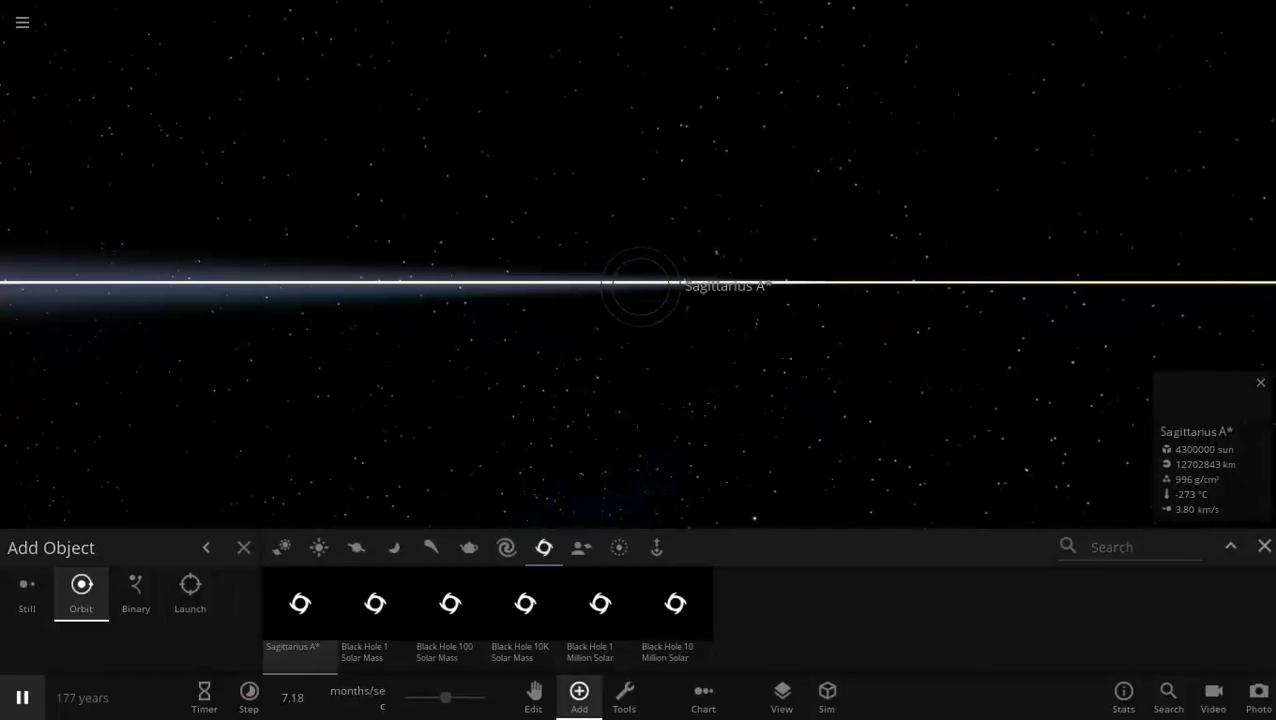 Sagittarius A*
Sagittarius A*
4300000 sun
12702843 km
996 g/cm³
-273 °C
3.80 km/s
Add Object
Search
Still
Orbit
Binary
Launch
Sagittarius A*
Black Hole 1
Solar Mass
Black Hole 100
Solar Mass
Black Hole 10K
Solar Mass
Black Hole 1
Million Solar
Black Hole 10
Million Solar
177 years
Timer
Step
7.18
months/se
c
Edit
Add
Tools
Chart
View
Sim
Stats
Search
Video
Photo